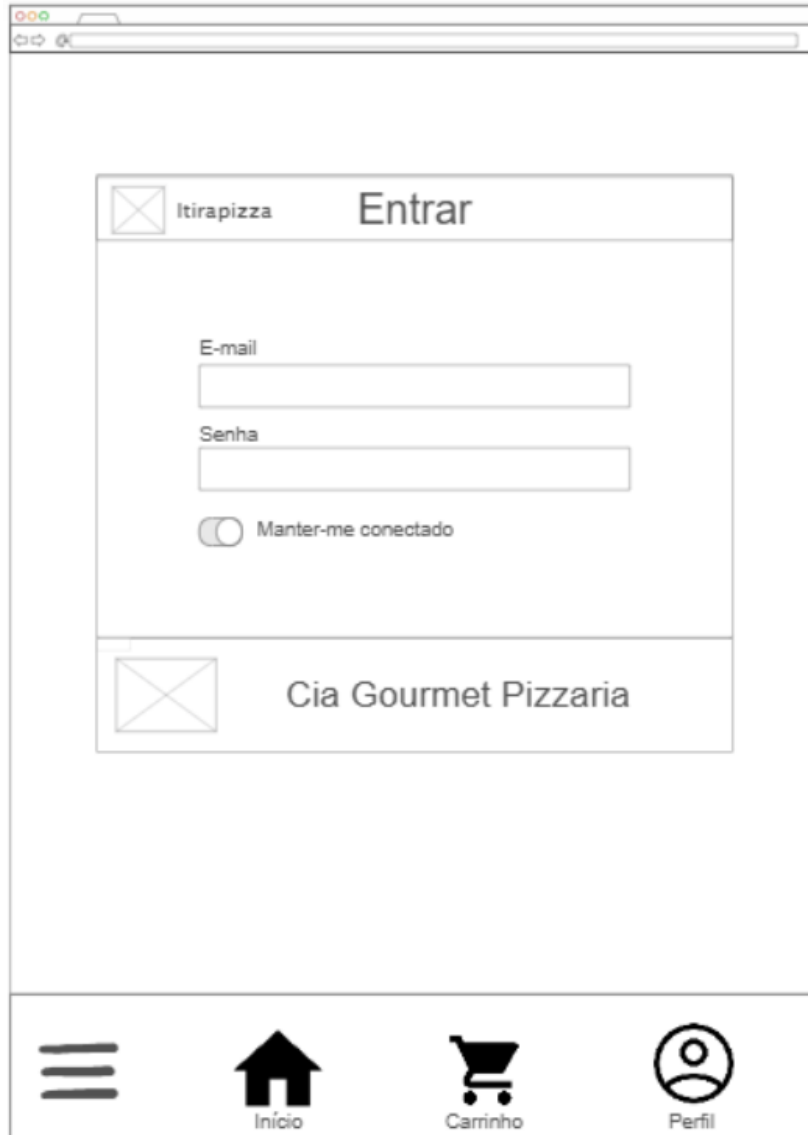 Itirapizza
Entrar
E-mail
Senha
Manter-me conectado
Cia Gourmet Pizzaria
Início
Carrinho
Perfil